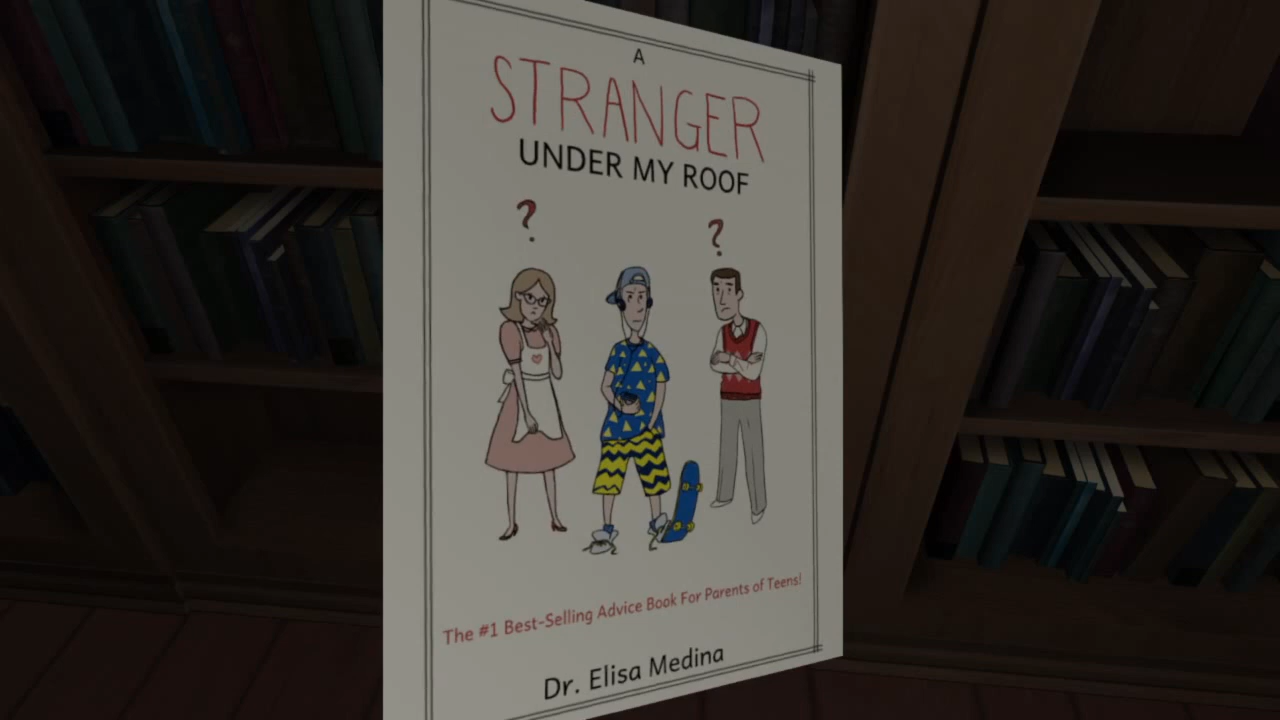 A
STRANGER
UNDER MY ROOF
? ?
The #1 Best-Selling Advice Book For Parents of Teens!
Dr. Elisa Medina